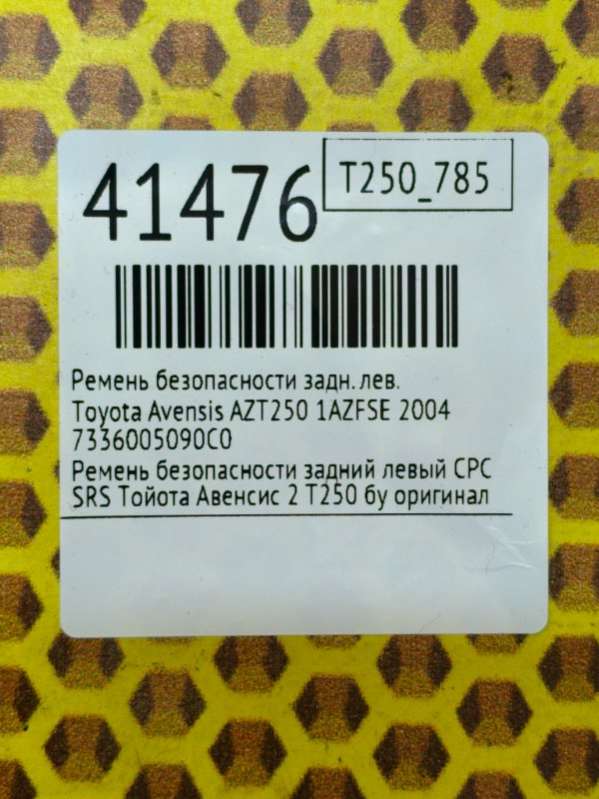 41476
T250_785
Ремень безопасности задн. лев.
Toyota Avensis AZT250 1AZFSE 2004
7336005090C0
Ремень безопасности задний левый СРС
SRS Тойота Авенсис 2 Т250 бу оригинал